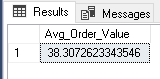 Results Messages
Avg_Order_Value
1 38.3072623343546